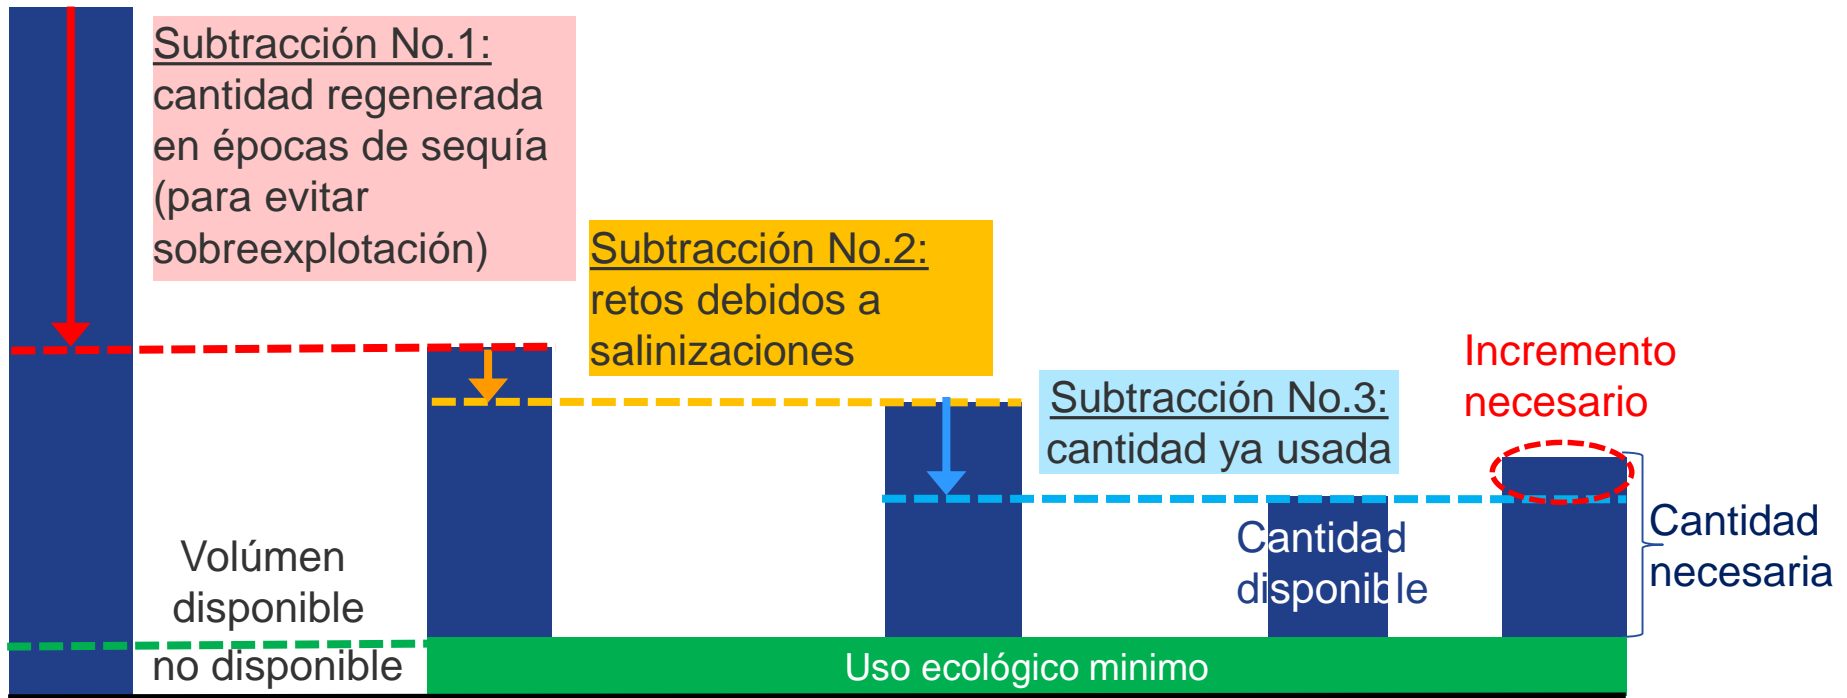 Subtracción No.1:
cantidad regenerada
en épocas de sequía
(para evitar
sobreexplotación)
Subtracción No.2:
retos debidos a
salinizaciones
Subtracción No.3:
cantidad ya usada
Incremento
necesario
Cantidad
necesaria
Cantidad
disponible
Volúmen
disponible
no disponible
Uso ecológico minimo